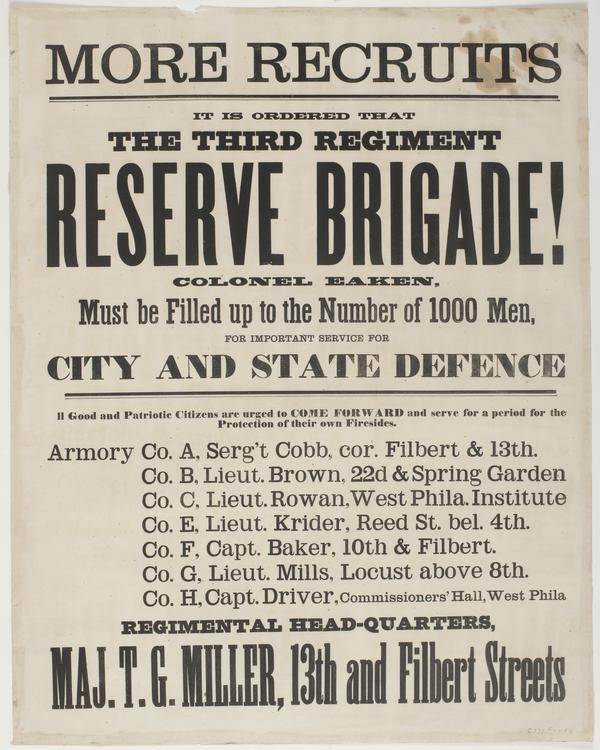 MORE RECRUITS
IT IS ORDERED THAT
THE THIRD REGIMENT
RESERVE BRIGADE!
COLONEL EAKEN,
Must be Filled up to the Number of 1000 Men,
FOR IMPORTANT SERVICE FOR
CITY AND STATE DEFENCE
ll Good and Patriotic Citizens are urged to COME FORWARD and serve for a period for the
Protection of their own Firesides.
Armory Co. A, Serg't Cobb, cor. Filbert & 13th.
Co. B, Lieut. Brown, 22d & Spring Garden
Co. C, Lieut. Rowan, West Phila. Institute
Co. E, Lieut. Krider, Reed St. bel. 4th.
Co. F, Capt. Baker, 10th & Filbert.
Co. G, Lieut. Mills, Locust above 8th.
Co. H, Capt. Driver, Commissioners' Hall, West Phila
REGIMENTAL HEAD-QUARTERS,
MAJ. T. G. MILLER, 13th and Filbert Streets